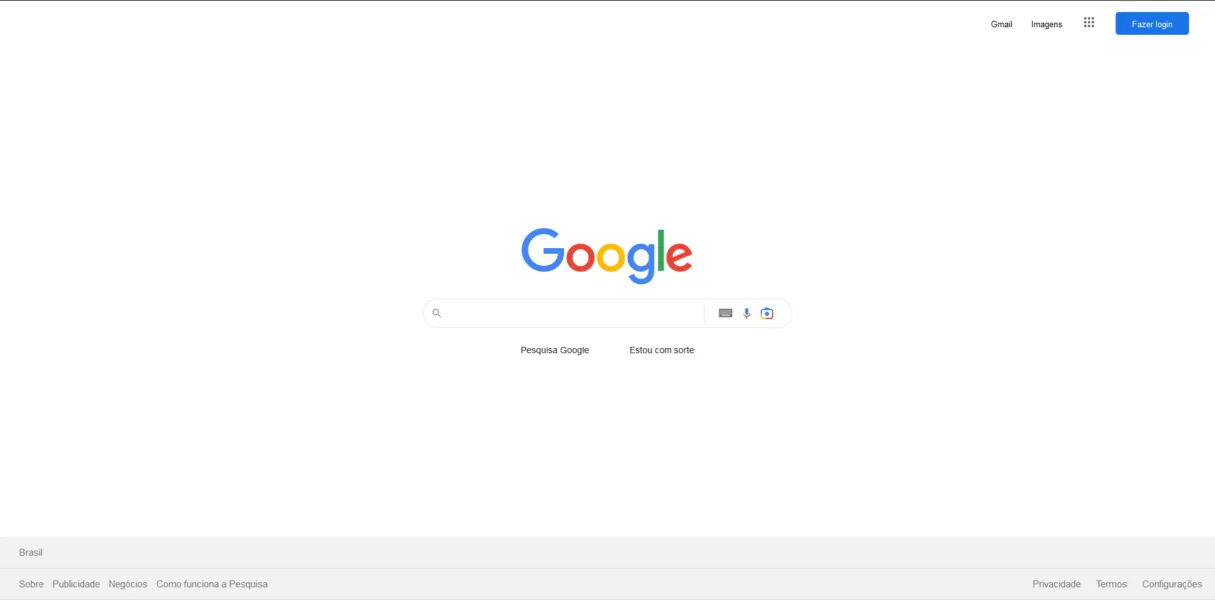 Gmail Imagens Fazer login
Google
Pesquisa Google Estou com sorte
Brasil
Sobre Publicidade Negócios Como funciona a Pesquisa Privacidade Termos Configurações